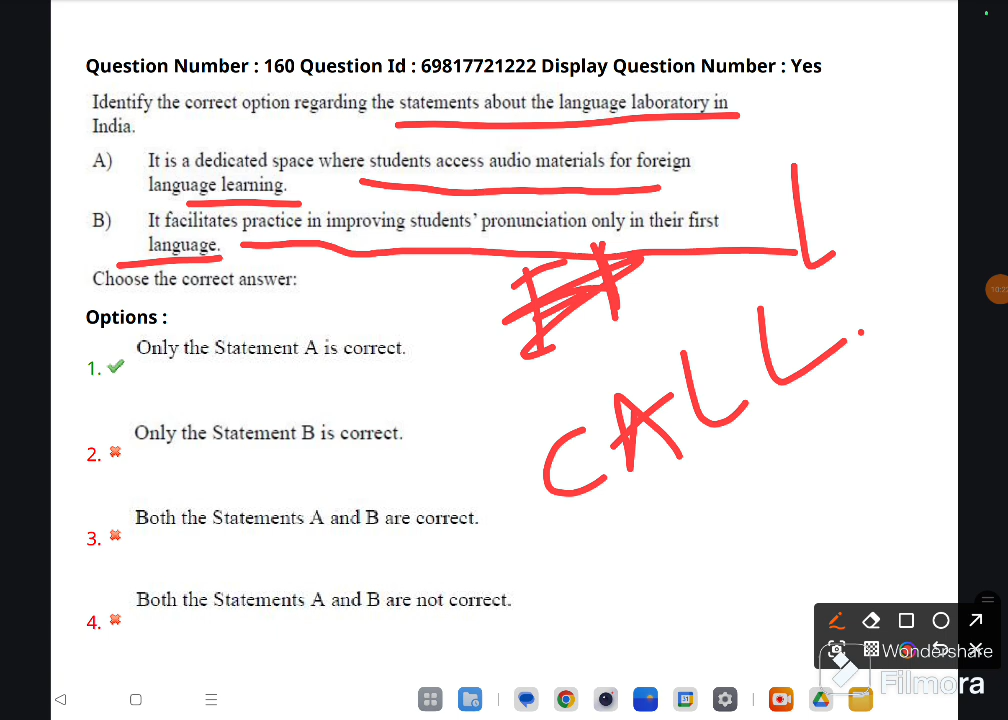 Question Number : 160 Question Id : 69817721222 Display Question Number : Yes
Identify the correct option regarding the statements about the language laboratory in
India.
A) It is a dedicated space where students access audio materials for foreign
language learning.
B) It facilitates practice in improving students' pronunciation only in their first
language.
Choose the correct answer:
Options :
Only the Statement A is correct.
1.
Only the Statement B is correct.
2.
Both the Statements A and B are correct.
3.
Both the Statements A and B are not correct.
4.
L
CALL.
10:22
Wondershare
Filmora
31